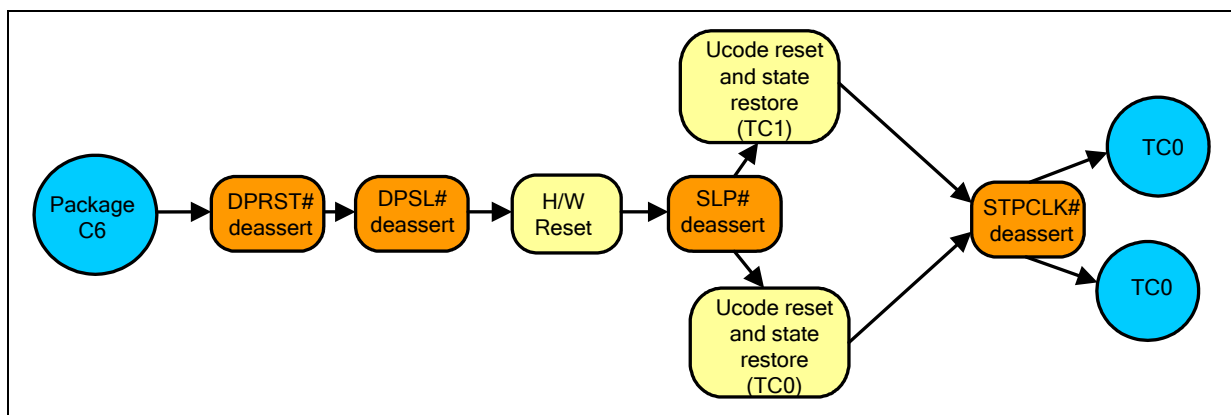 Package
C6
DPRST#
deassert
DPSL#
deassert
H/W
Reset
SLP#
deassert
Ucode reset
and state
restore
(TC1)
Ucode reset
and state
restore
(TC0)
STPCLK#
deassert
TC0
TC0